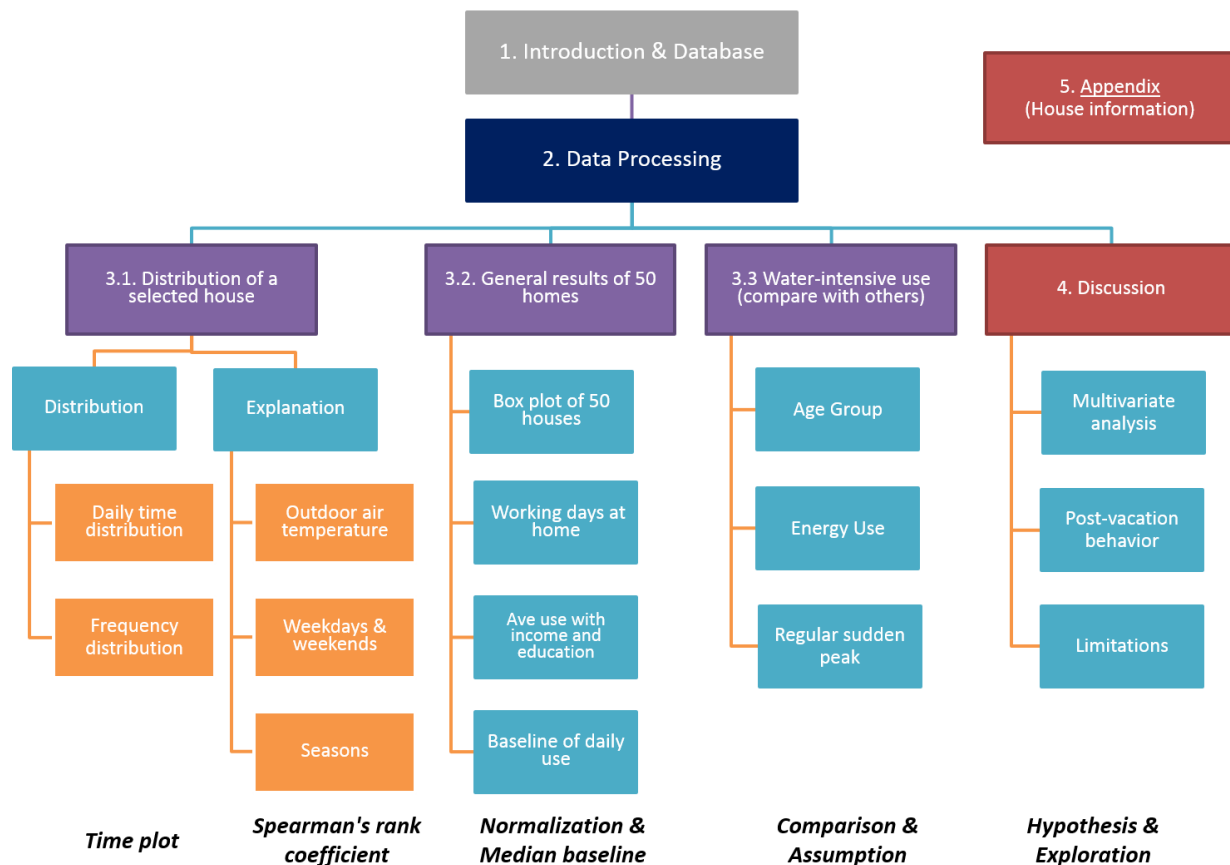 1. Introduction & Database
5. Appendix
(House information)
2. Data Processing
3.1. Distribution of a
selected house
3.2. General results of 50
homes
3.3 Water-intensive use
(compare with others)
4. Discussion
Distribution
Explanation
Box plot of 50
houses
Age Group
Multivariate
analysis
Daily time
distribution
Outdoor air
temperature
Working days at
home
Energy Use
Post-vacation
behavior
Frequency
distribution
Weekdays &
weekends
Ave use with
income and
education
Regular sudden
peak
Limitations
Seasons
Baseline of daily
use
Time plot
Spearman's rank
coefficient
Normalization &
Median baseline
Comparison &
Assumption
Hypothesis &
Exploration